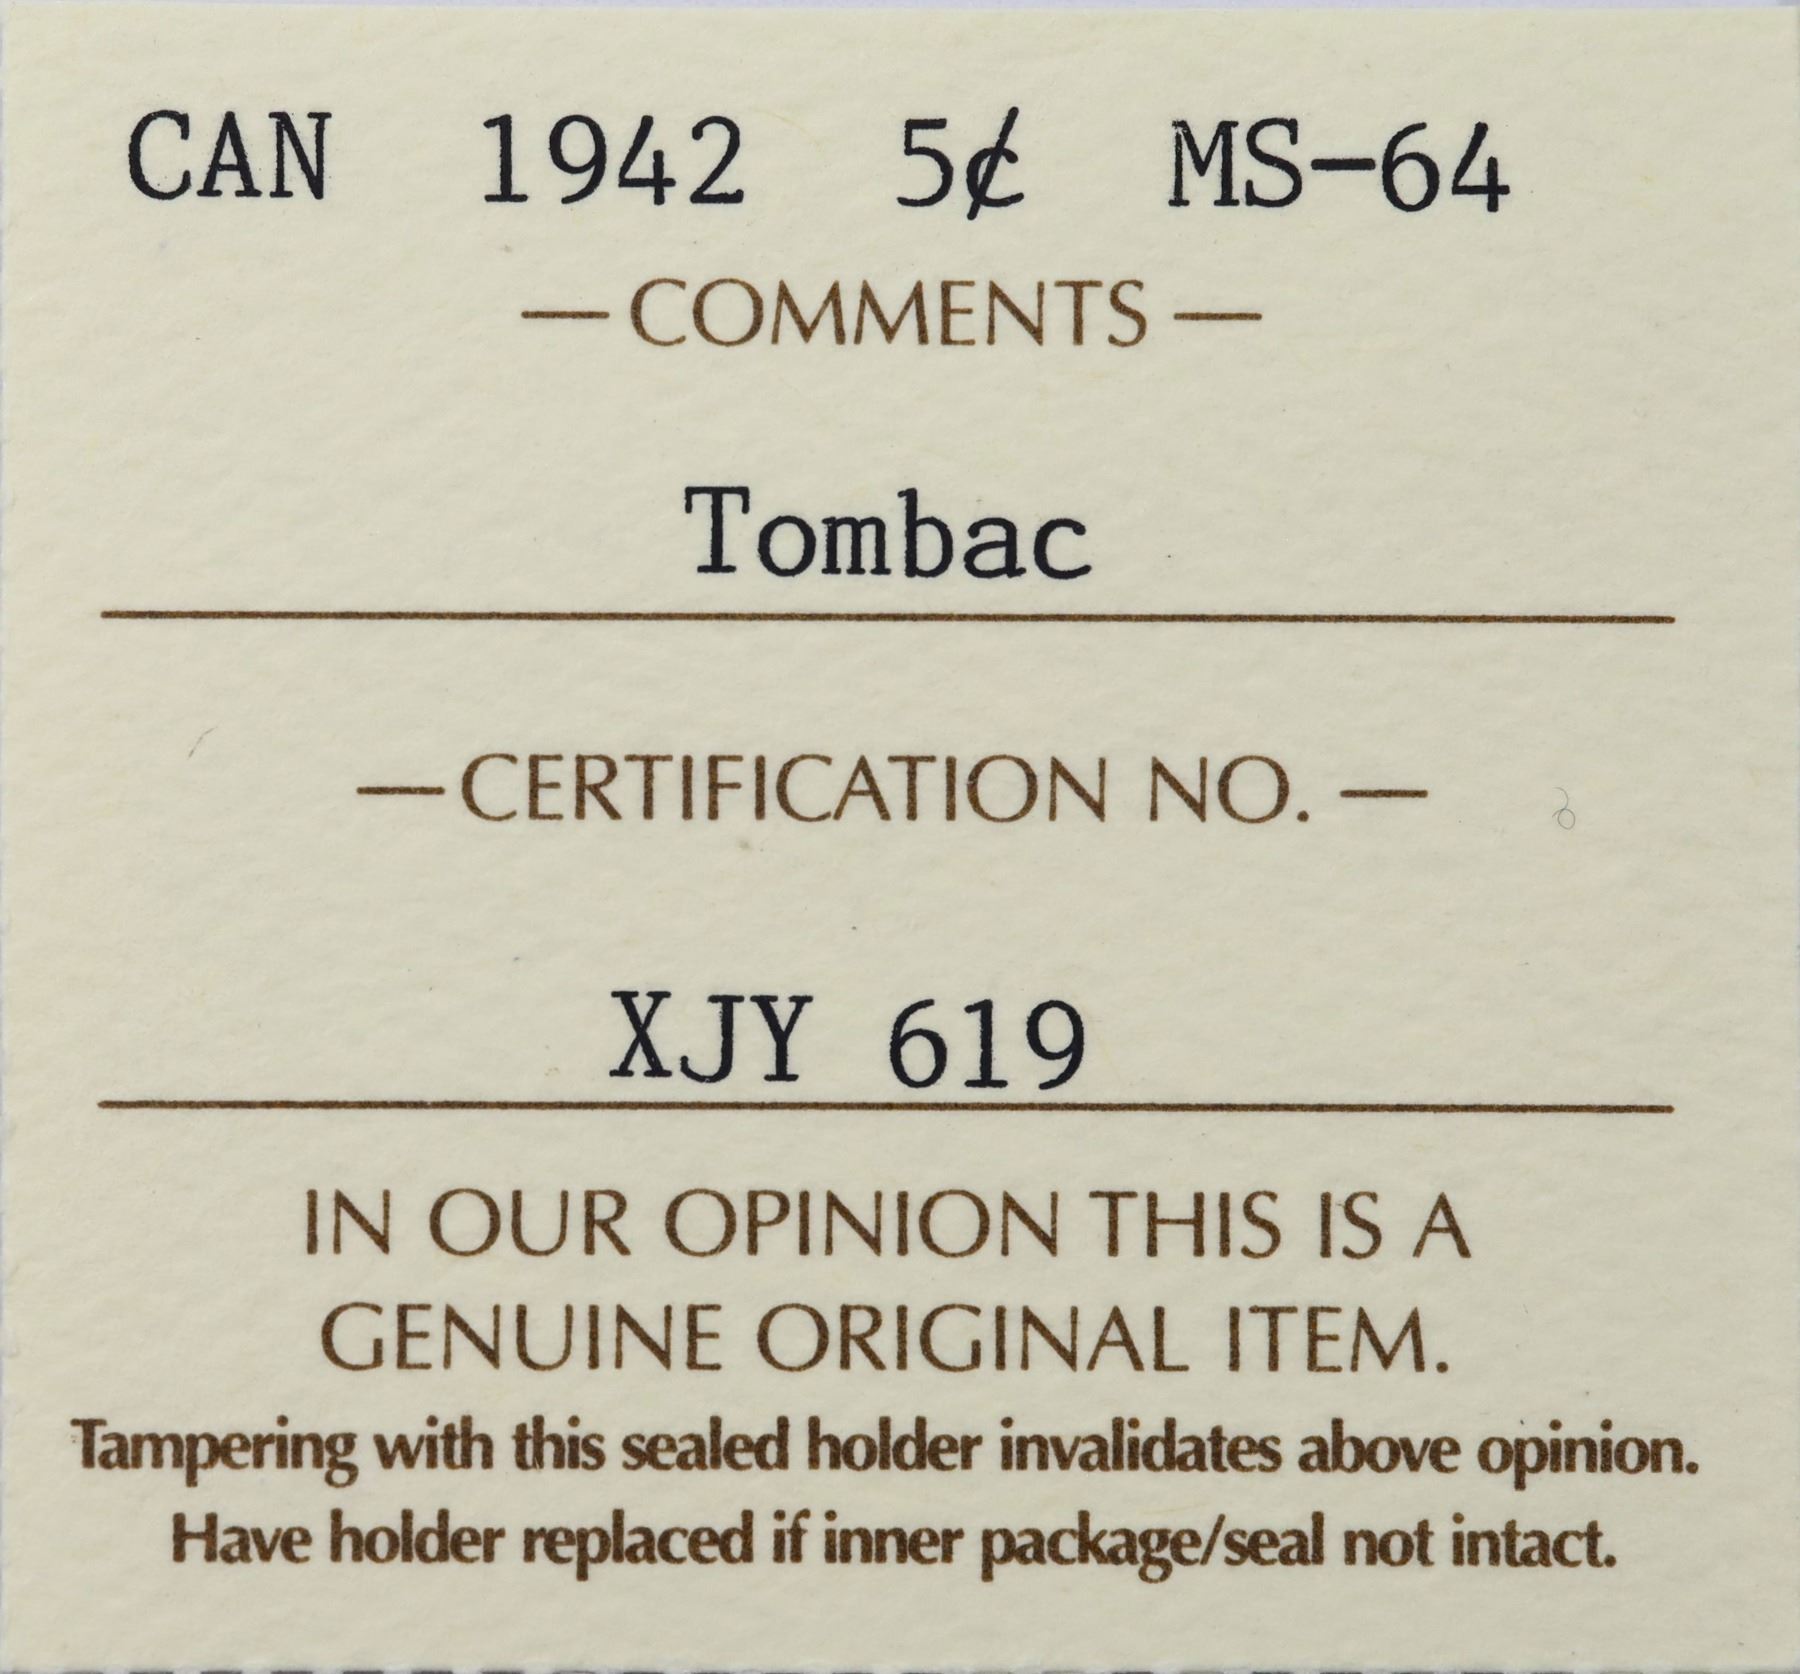 CAN 1942 5¢ MS-64
— COMMENTS —
Tombac
— CERTIFICATION NO. —
XJY 619
IN OUR OPINION THIS IS A
GENUINE ORIGINAL ITEM.
Tampering with this sealed holder invalidates above opinion.
Have holder replaced if inner package/seal not intact.